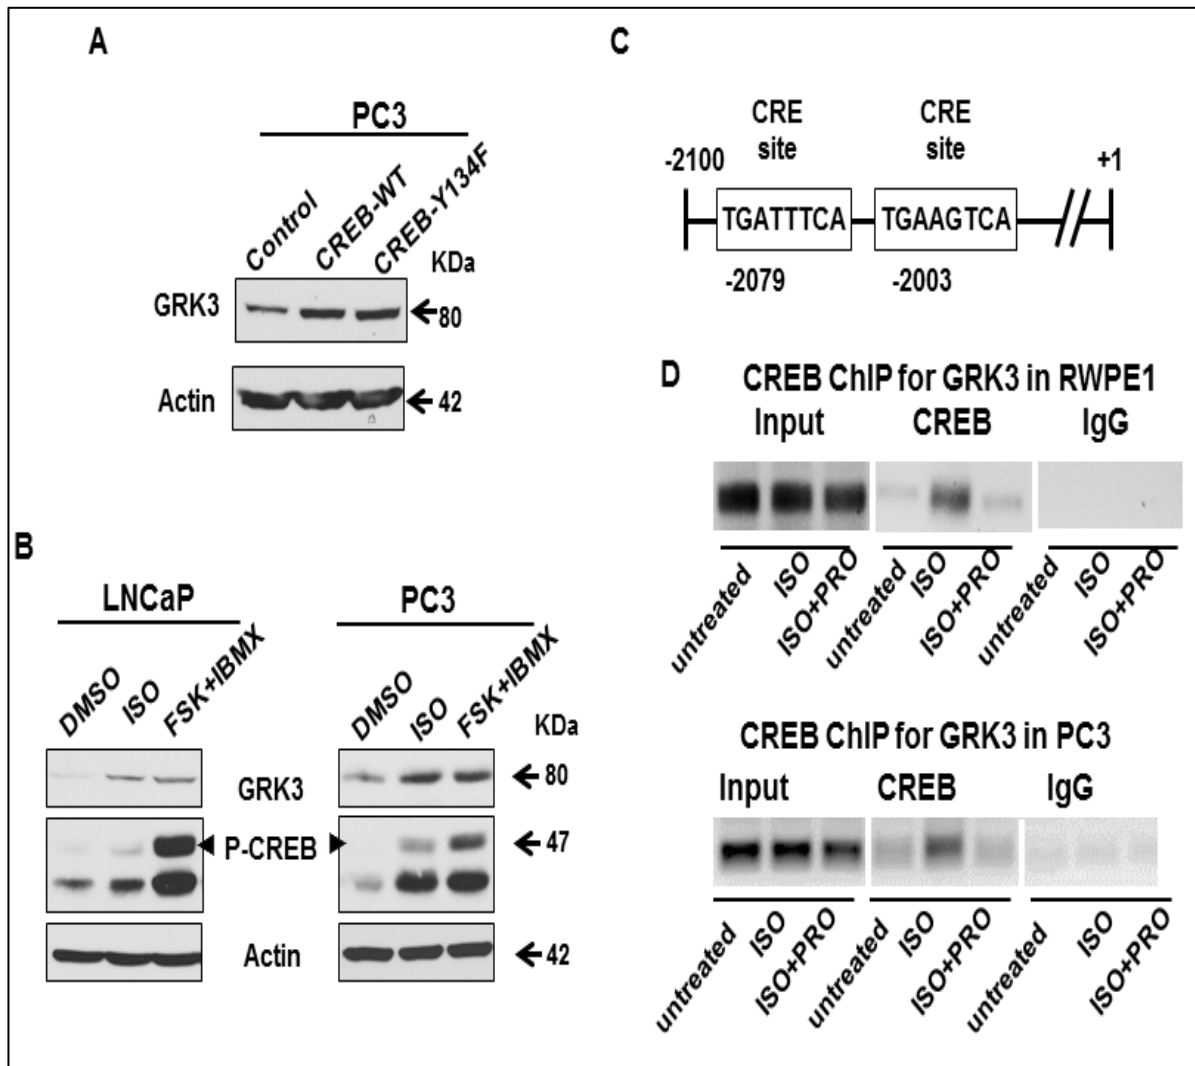 A
PC3
Control
CREB-WT
CREB-Y134F
KDa
GRK3
80
Actin
42
B
LNCaP
PC3
DMSO
ISO
FSK+IBMX
DMSO
ISO
FSK+IBMX
KDa
GRK3
80
P-CREB
47
Actin
42
C
CRE site
CRE site
-2100
+1
TGATTTCA
TGAAGTCA
-2079
-2003
D
CREB ChIP for GRK3 in RWPE1
Input CREB IgG
untreated
ISO
ISO+PRO
untreated
ISO
ISO+PRO
untreated
ISO
ISO+PRO
CREB ChIP for GRK3 in PC3
Input CREB IgG
untreated
ISO
ISO+PRO
untreated
ISO
ISO+PRO
untreated
ISO
ISO+PRO